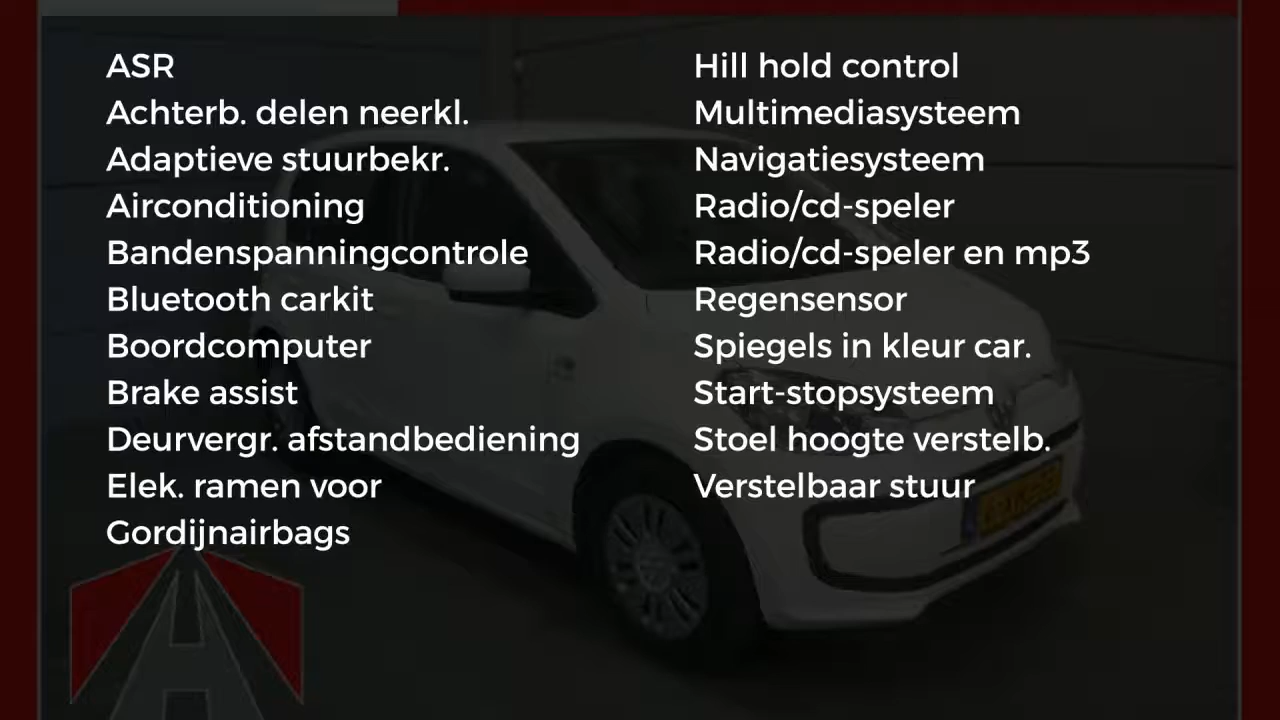 ASR
Achterb. delen neerkl.
Adaptieve stuurbekr.
Airconditioning
Bandenspanningcontrole
Bluetooth carkit
Boordcomputer
Brake assist
Deurvergr. afstandbediening
Elek. ramen voor
Gordijnairbags
Hill hold control
Multimediasysteem
Navigatiesysteem
Radio/cd-speler
Radio/cd-speler en mp3
Regensensor
Spiegels in kleur car.
Start-stopsysteem
Stoel hoogte verstelb.
Verstelbaar stuur